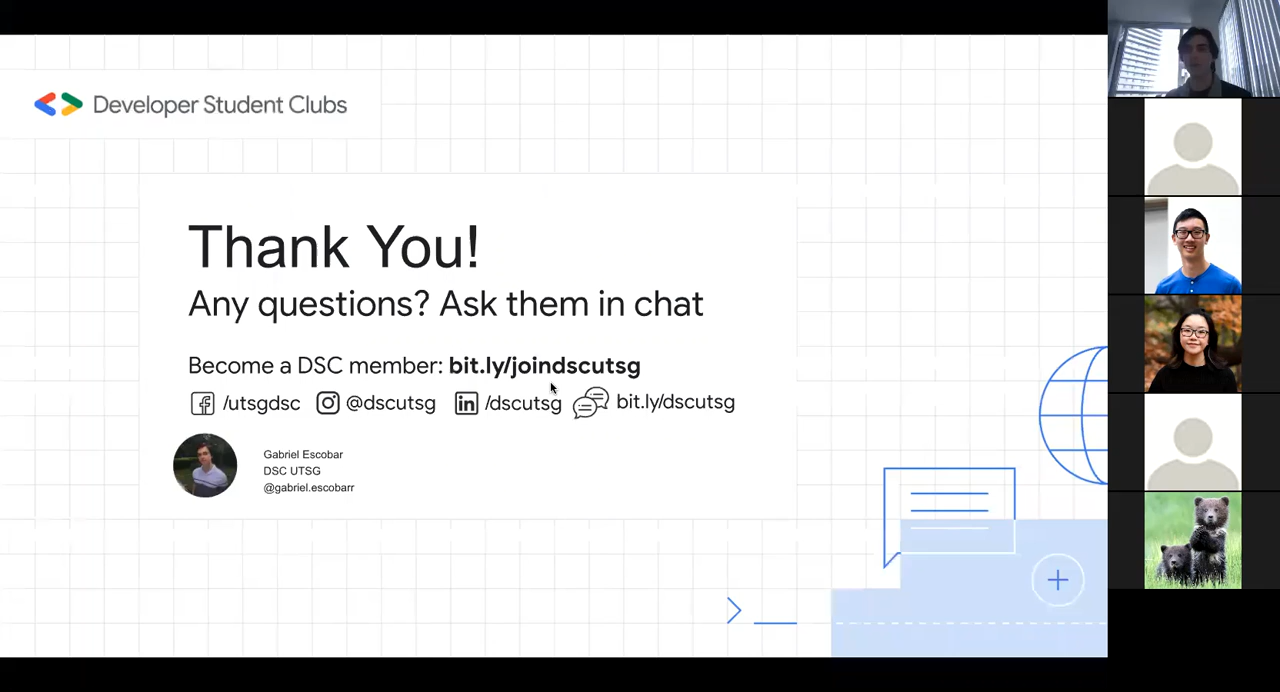 Developer Student Clubs
Thank You!
Any questions? Ask them in chat
Become a DSC member: bit.ly/joindscutsg
/utsgdsc @dscutsg /dscutsg bit.ly/dscutsg
Gabriel Escobar
DSC UTSG
@gabriel.escobarr